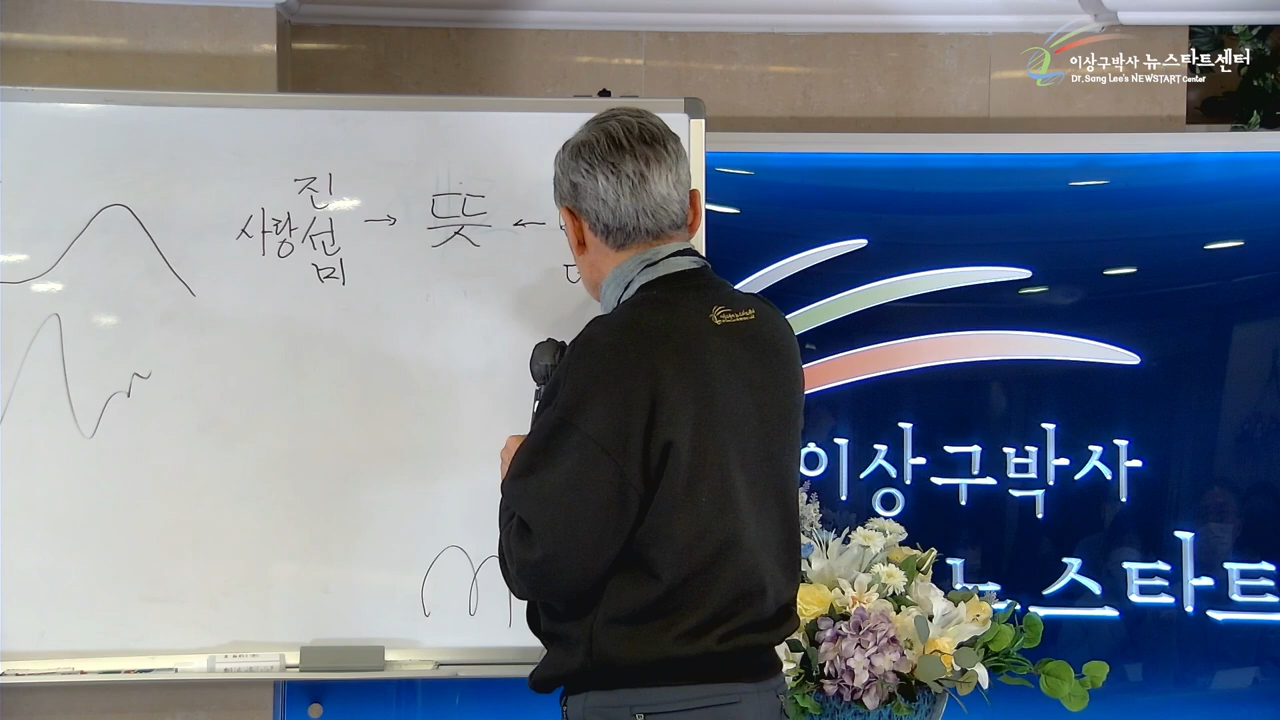 이상구박사 뉴스타트센터
Dr. Sang Lee's NEWSTART Center
진
사랑 선 → 뜻 ←
미
이상구박사
뉴스타트